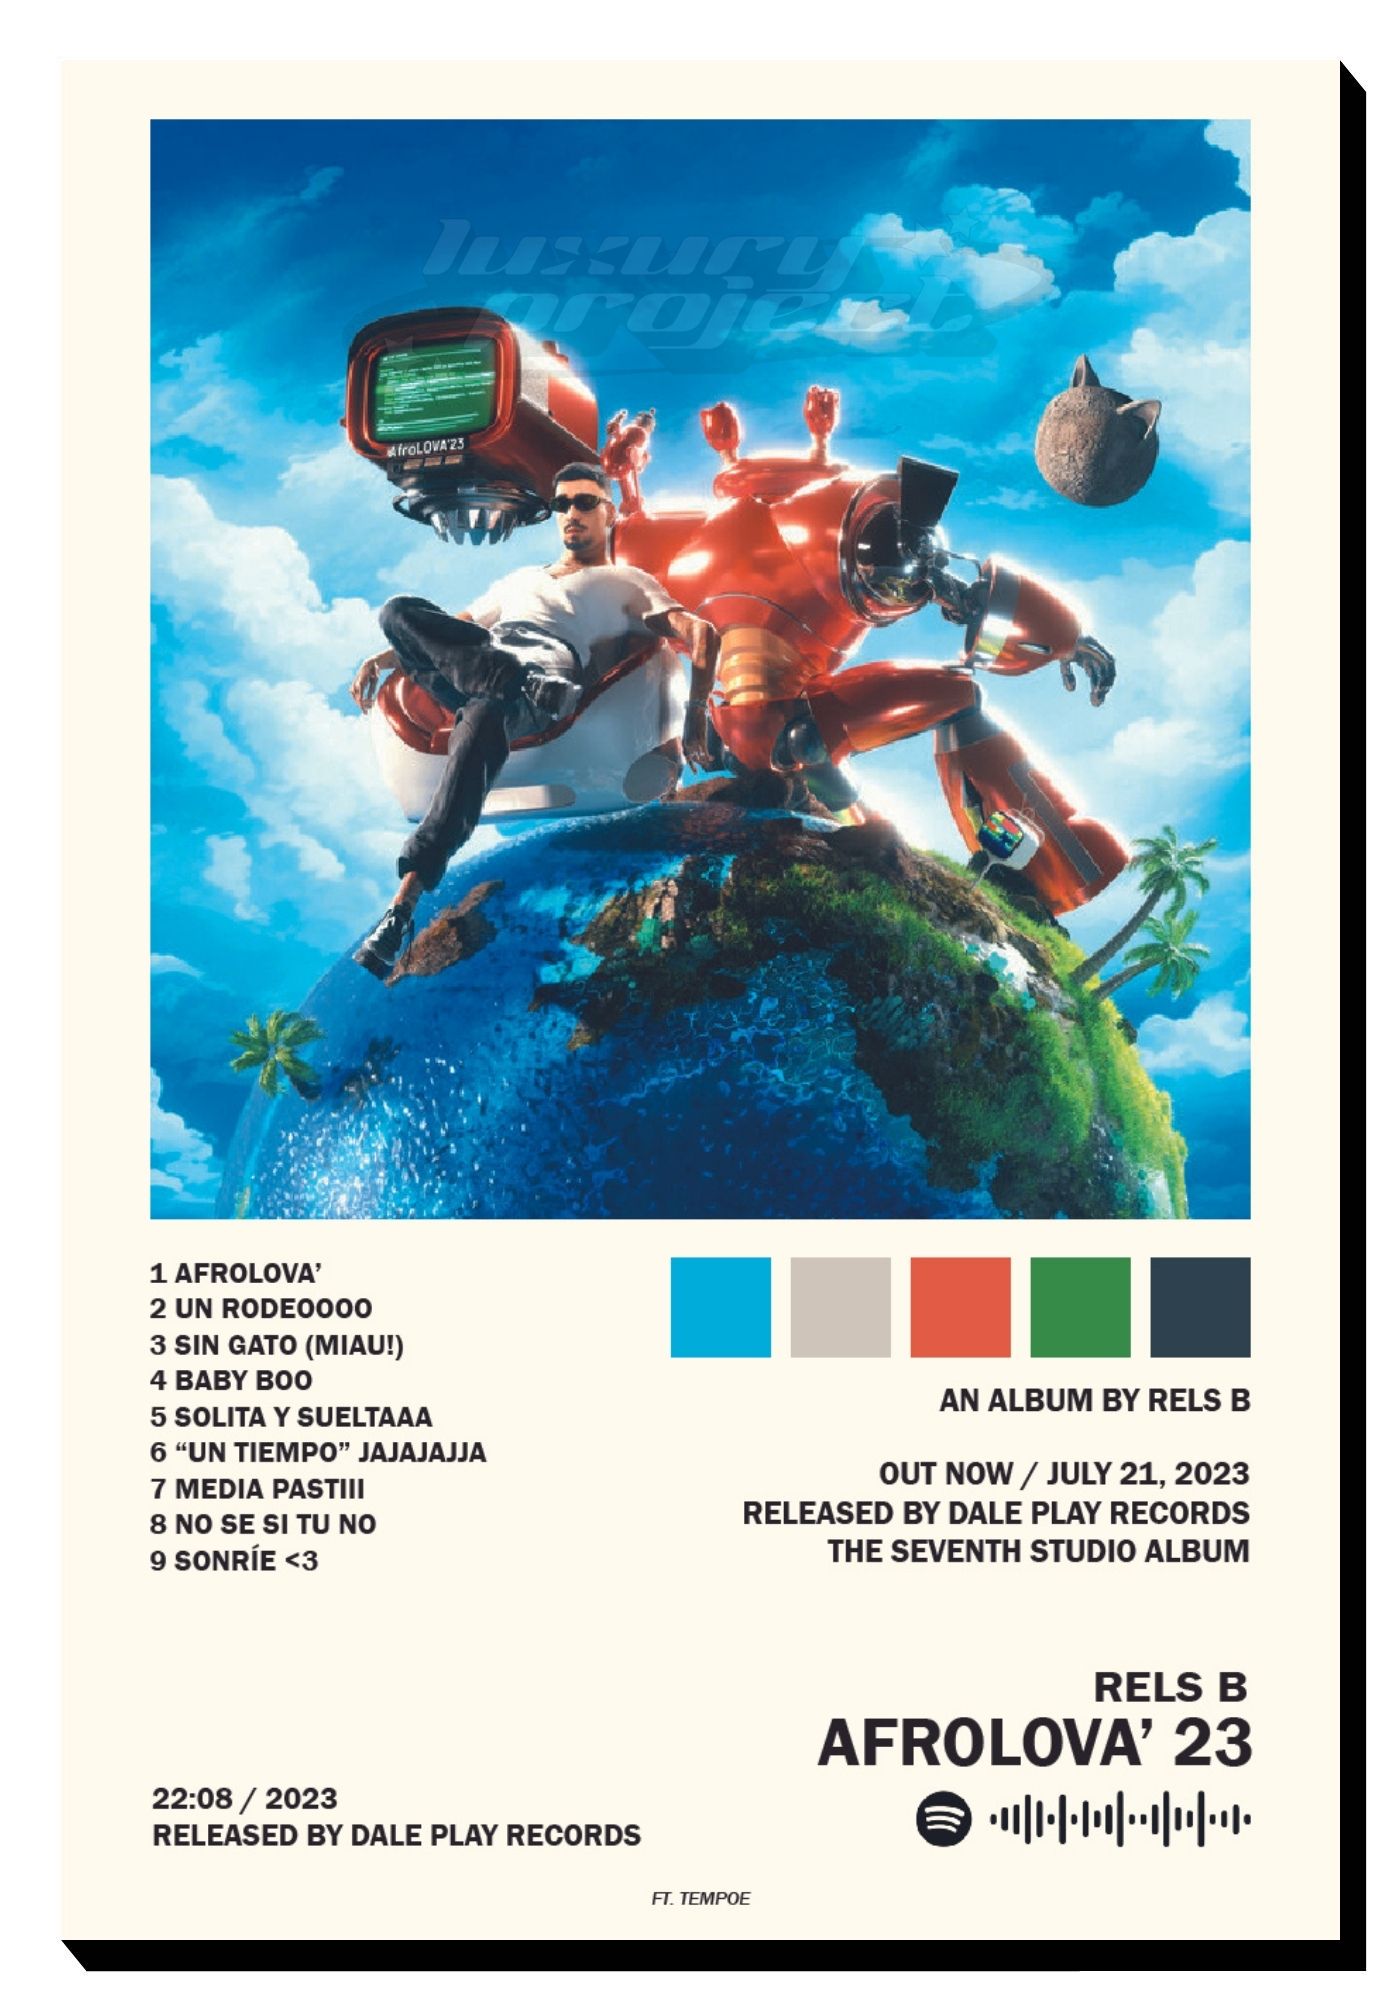 luxury
project
AfroLOVA'23
1 AFROLOVA’
2 UN RODEOOOO
3 SIN GATO (MIAU!)
4 BABY BOO
5 SOLITA Y SUELTAAA
6 “UN TIEMPO” JAJAJAJJA
7 MEDIA PASTIII
8 NO SE SI TU NO
9 SONRÍE <3
AN ALBUM BY RELS B
OUT NOW / JULY 21, 2023
RELEASED BY DALE PLAY RECORDS
THE SEVENTH STUDIO ALBUM
RELS B
AFROLOVA’ 23
22:08 / 2023
RELEASED BY DALE PLAY RECORDS
FT. TEMPOE